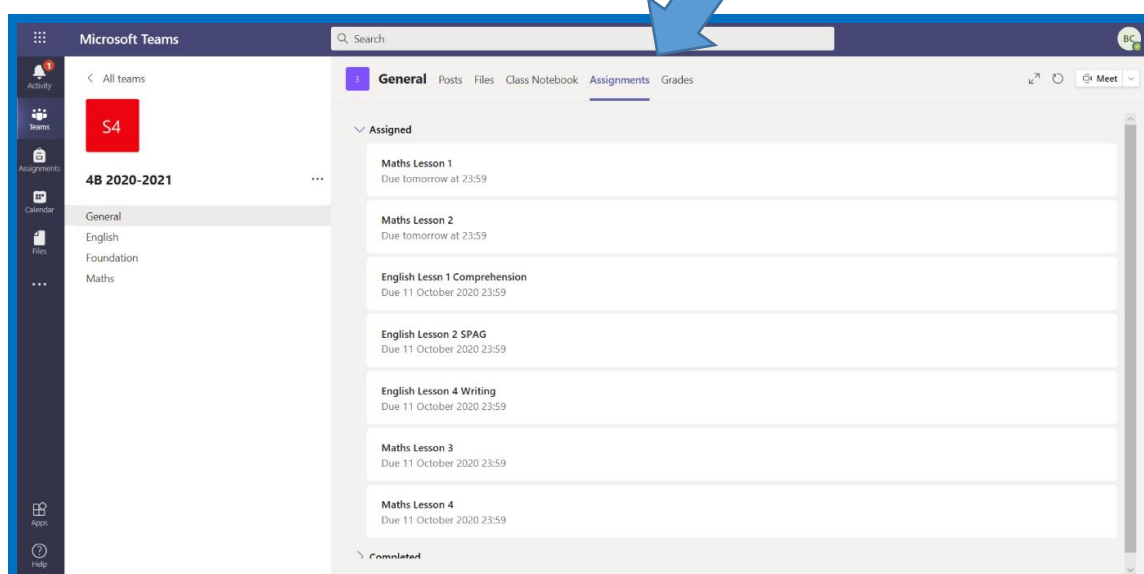 Microsoft Teams
Search
BC
1
Activity
Teams
Assignments
Calendar
Files
Apps
Help
All teams
S4
4B 2020-2021
General
English
Foundation
Maths
3 General Posts Files Class Notebook Assignments Grades
Meet
Assigned
Maths Lesson 1
Due tomorrow at 23:59
Maths Lesson 2
Due tomorrow at 23:59
English Lessn 1 Comprehension
Due 11 October 2020 23:59
English Lesson 2 SPAG
Due 11 October 2020 23:59
English Lesson 4 Writing
Due 11 October 2020 23:59
Maths Lesson 3
Due 11 October 2020 23:59
Maths Lesson 4
Due 11 October 2020 23:59
Completed